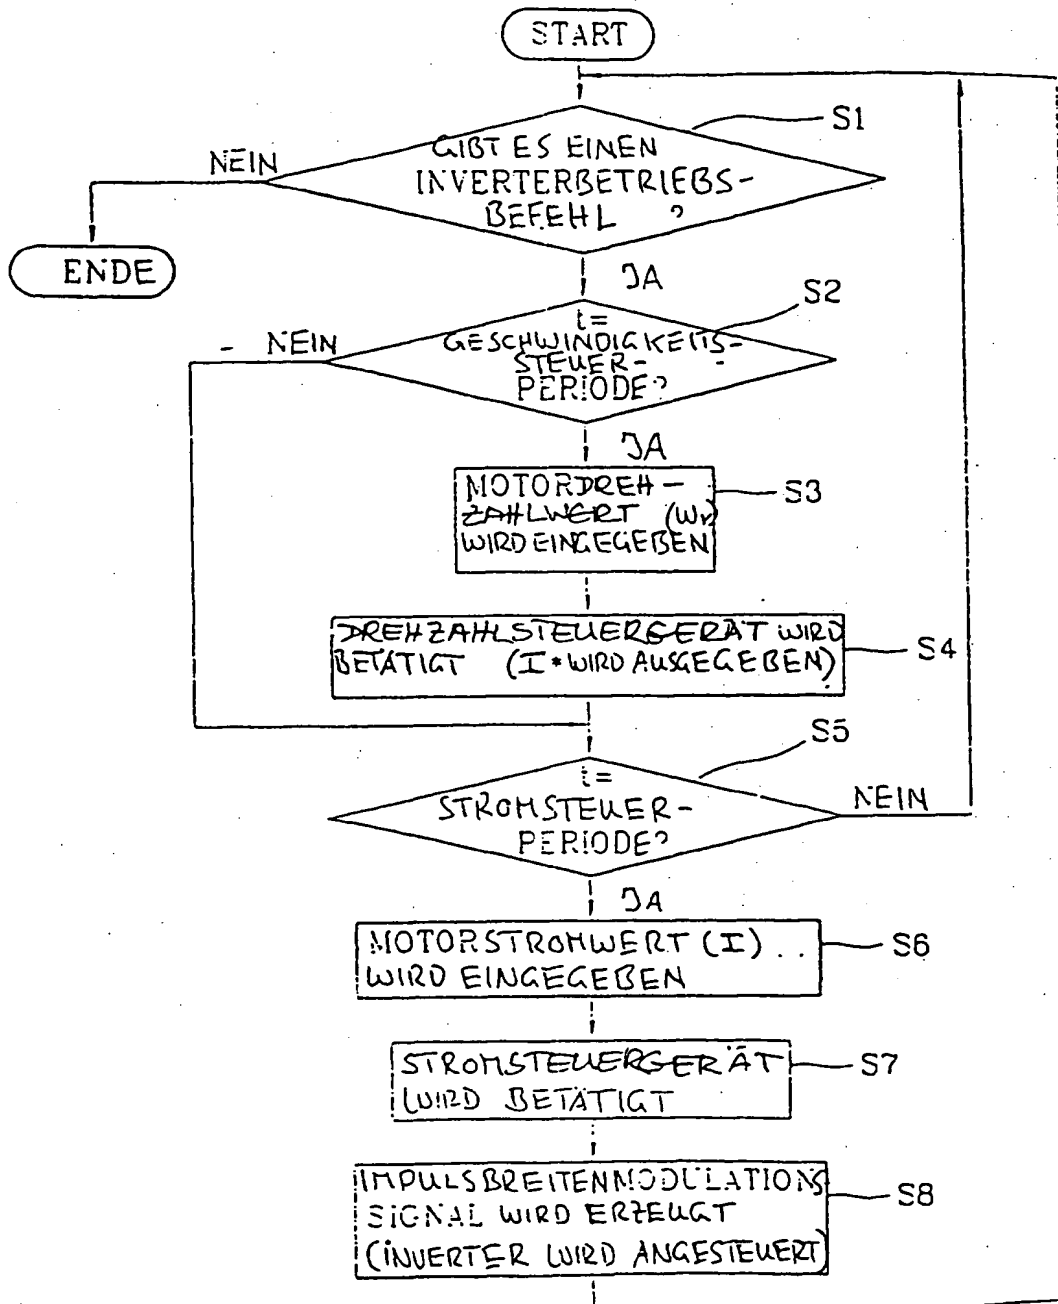 START
GIBT ES EINEN
INVERTERBETRIEBS-
BEFEHL ?
S1
NEIN
ENDE
JA
t=
GESCHWINDIGKEITS-
STEUER-
PERIODE?
S2
NEIN
JA
MOTORDREH-
ZAHLWERT (Wr)
WIRD EINGEGEBEN
S3
DREHZAHLSTEUERGERÄT WIRD
BETÄTIGT (I* WIRD AUSGEGEBEN)
S4
t=
STROMSTEUER-
PERIODE?
S5
NEIN
JA
MOTORSTROMWERT (I)
WIRD EINGEGEBEN
S6
STROMSTEUERGERÄT
WIRD BETÄTIGT
S7
IMPULSBREITENMODULATIONS
SIGNAL WIRD ERZEUGT
(INVERTER WIRD ANGESTEUERT)
S8